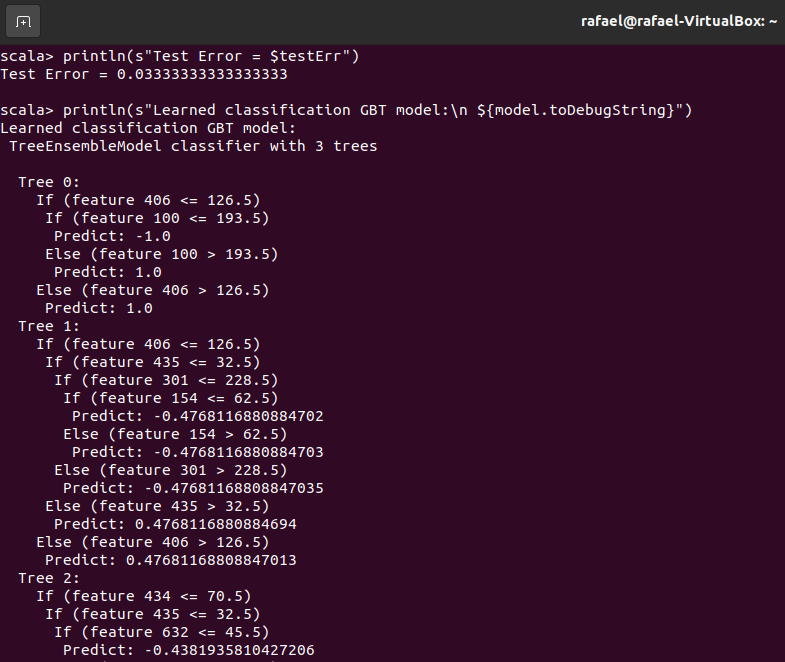 rafael@rafael-VirtualBox: ~
scala> println(s"Test Error = $testErr")
Test Error = 0.03333333333333333
scala> println(s"Learned classification GBT model:\n ${model.toDebugString}")
Learned classification GBT model:
 TreeEnsembleModel classifier with 3 trees
  Tree 0:
    If (feature 406 <= 126.5)
     If (feature 100 <= 193.5)
      Predict: -1.0
     Else (feature 100 > 193.5)
      Predict: 1.0
    Else (feature 406 > 126.5)
     Predict: 1.0
  Tree 1:
    If (feature 406 <= 126.5)
     If (feature 435 <= 32.5)
      If (feature 301 <= 228.5)
       If (feature 154 <= 62.5)
        Predict: -0.4768116880884702
       Else (feature 154 > 62.5)
        Predict: -0.4768116880884703
      Else (feature 301 > 228.5)
       Predict: -0.47681168808847035
     Else (feature 435 > 32.5)
      Predict: 0.4768116880884694
    Else (feature 406 > 126.5)
     Predict: 0.47681168808847013
  Tree 2:
    If (feature 434 <= 70.5)
     If (feature 435 <= 32.5)
      If (feature 632 <= 45.5)
       Predict: -0.4381935810427206